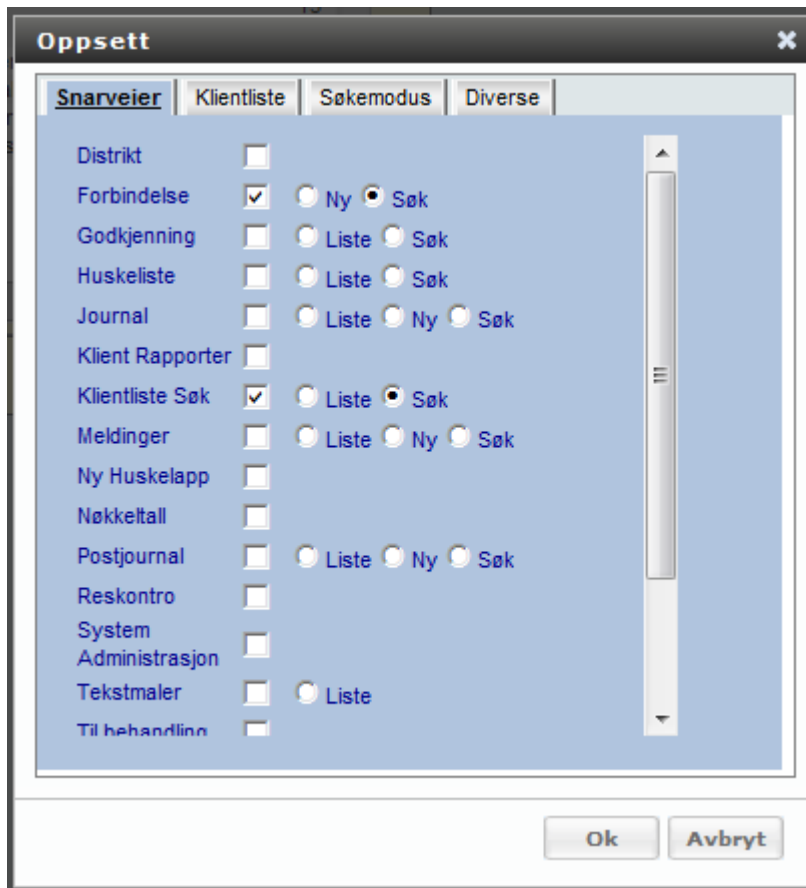 Oppsett
Snarveier Klientliste Søkemodus Diverse
Distrikt
Forbindelse Ny Søk
Godkjenning Liste Søk
Huskeliste Liste Søk
Journal Liste Ny Søk
Klient Rapporter
Klientliste Søk Liste Søk
Meldinger Liste Ny Søk
Ny Huskelapp
Nøkkeltall
Postjournal Liste Ny Søk
Reskontro
System
Administrasjon
Tekstmaler Liste
Til behandling
Ok Avbryt